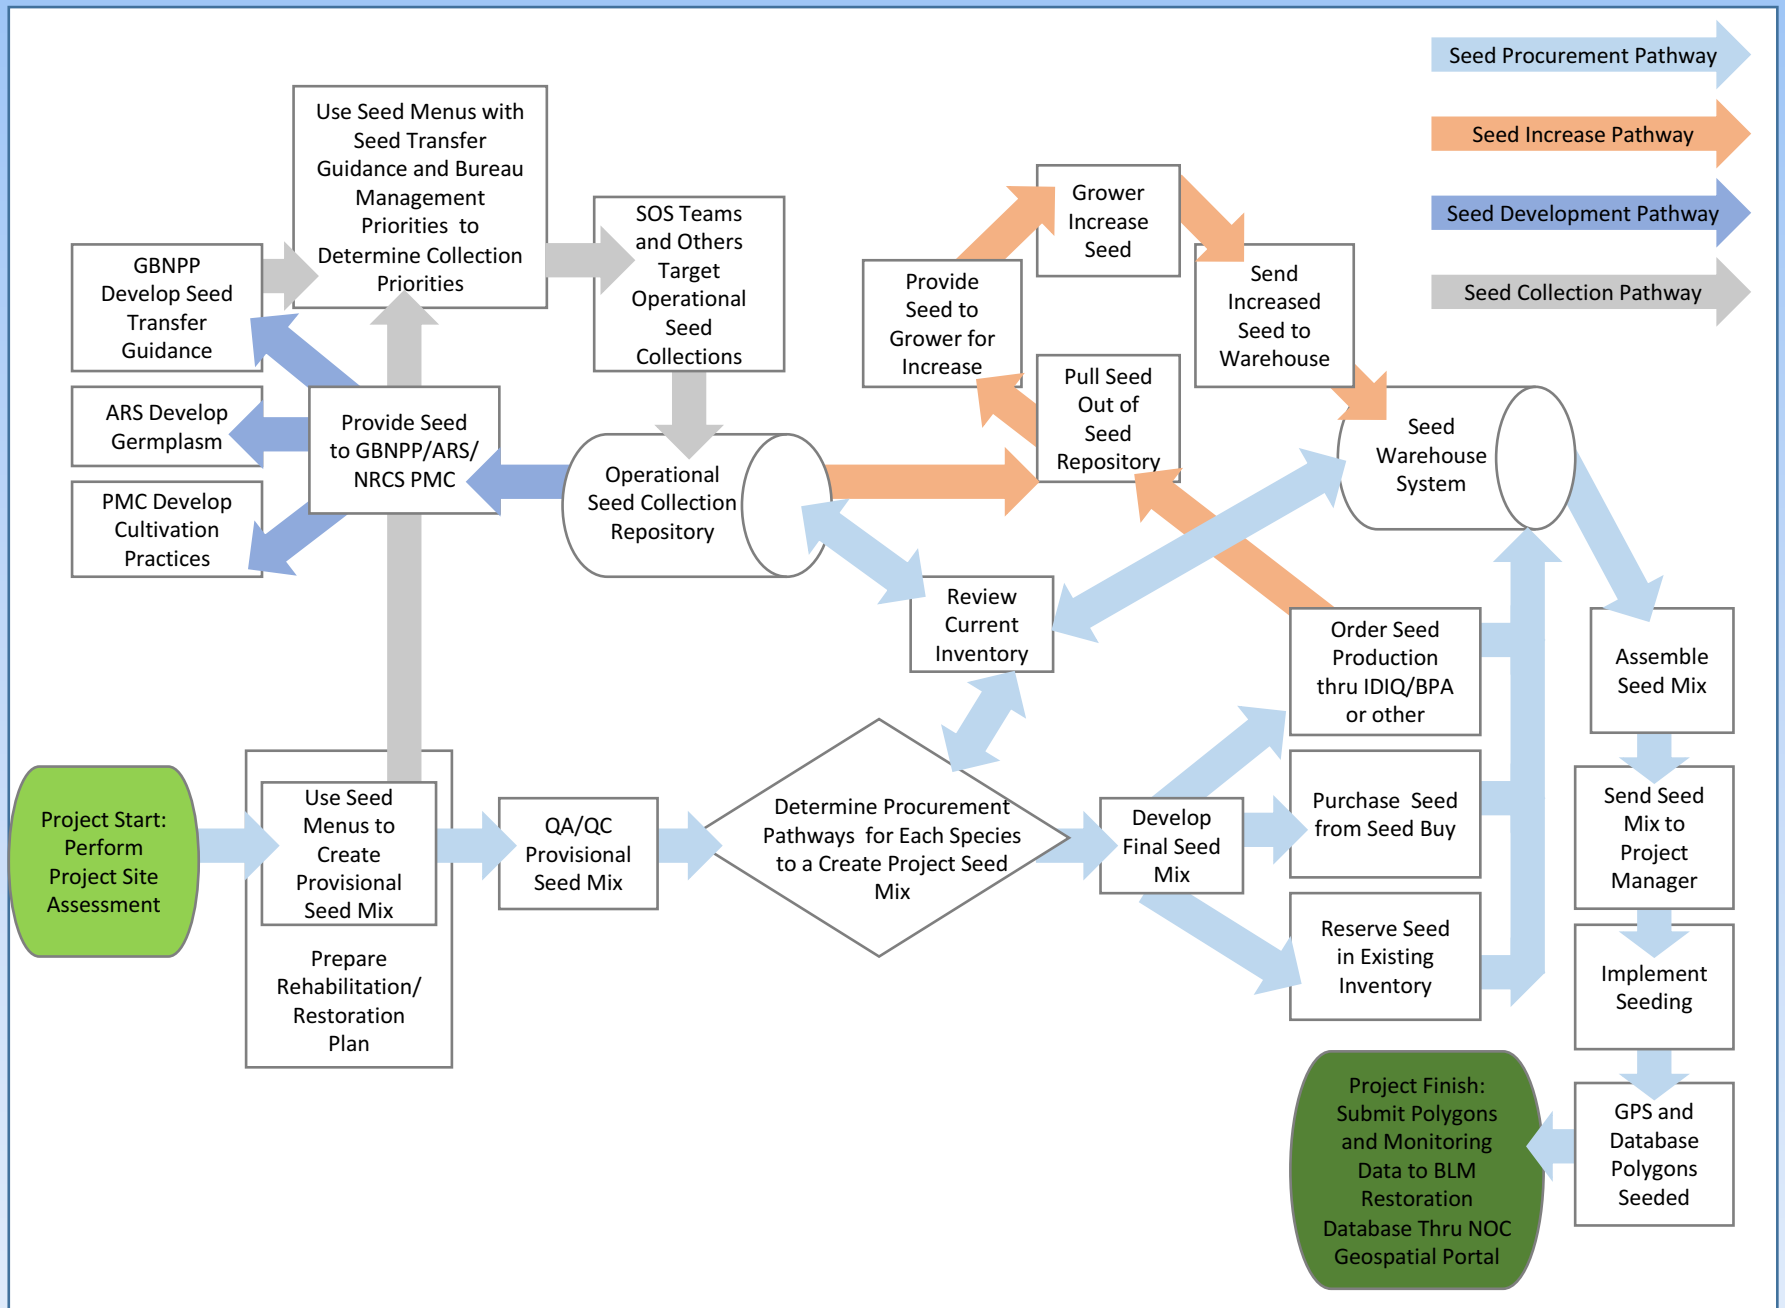 Seed Procurement Pathway
Seed Increase Pathway
Seed Development Pathway
Seed Collection Pathway
Use Seed Menus with
Seed Transfer
Guidance and Bureau
Management
Priorities to
Determine Collection
Priorities
SOS Teams
and Others
Target
Operational
Seed
Collections
Grower
Increase
Seed
Provide
Seed to
Grower for
Increase
Send
Increased
Seed to
Warehouse
GBNPP
Develop Seed
Transfer
Guidance
ARS Develop
Germplasm
PMC Develop
Cultivation
Practices
Provide Seed
to GBNPP/ARS/
NRCS PMC
Operational
Seed Collection
Repository
Pull Seed
Out of
Seed
Repository
Seed
Warehouse
System
Review
Current
Inventory
Order Seed
Production
thru IDIQ/BPA
or other
Assemble
Seed Mix
Project Start:
Perform
Project Site
Assessment
Use Seed
Menus to
Create
Provisional
Seed Mix
Prepare
Rehabilitation/
Restoration
Plan
QA/QC
Provisional
Seed Mix
Determine Procurement
Pathways for Each Species
to a Create Project Seed
Mix
Develop
Final Seed
Mix
Purchase Seed
from Seed Buy
Reserve Seed
in Existing
Inventory
Send Seed
Mix to
Project
Manager
Implement
Seeding
GPS and
Database
Polygons
Seeded
Project Finish:
Submit Polygons
and Monitoring
Data to BLM
Restoration
Database Thru NOC
Geospatial Portal